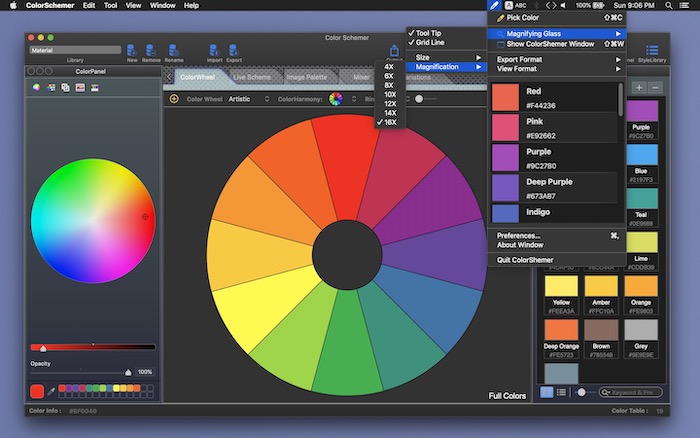 ColorSchemer Edit Tool View Window Help
A ABC
100%
Sun 9:06 PM
Color Schemer
Material
Library
New
Remove
Rename
Import
Export
StyleLibrary
ColorPanel
ColorWheel
Live Scheme
Image Palette
Mixer
Color Wheel Artistic
ColorHarmony:
Tool Tip
Grid Line
Size
Magnification
4X
6X
8X
10X
12X
14X
16X
Pick Color ⇧⌘C
Magnifying Glass
Show ColorShemer Window ⇧⌘W
Export Format
View Format
Red
#F44236
Pink
#E92662
Purple
#9C27B0
Deep Purple
#673AB7
Indigo
Preferences... ⌘,
About Window
Quit ColorShemer
Purple
#9C27B0
Blue
#2197F3
Teal
#0E9688
Lime
#CDDB39
Yellow
#FEEA3A
Amber
#FFC10A
Orange
#FE9803
Deep Orange
#FE5723
Brown
#785548
Grey
#9E9E9E
Opacity
100%
Full Colors
Color Info : #BF0040
Color Table : 19